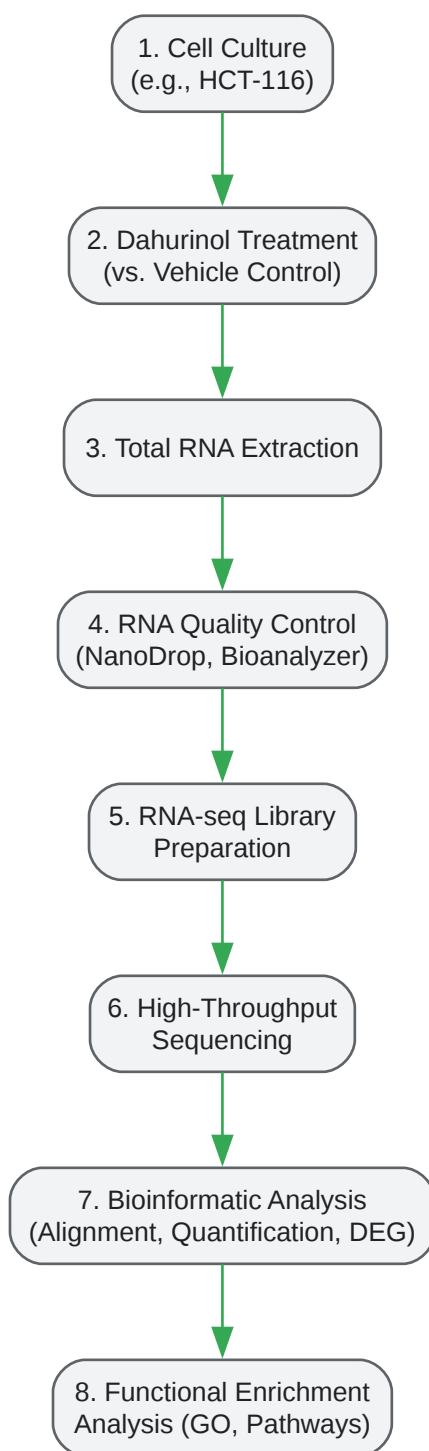 1. Cell Culture
(e.g., HCT-116)
2. Dahurinol Treatment
(vs. Vehicle Control)
3. Total RNA Extraction
4. RNA Quality Control
(NanoDrop, Bioanalyzer)
5. RNA-seq Library
Preparation
6. High-Throughput
Sequencing
7. Bioinformatic Analysis
(Alignment, Quantification, DEG)
8. Functional Enrichment
Analysis (GO, Pathways)